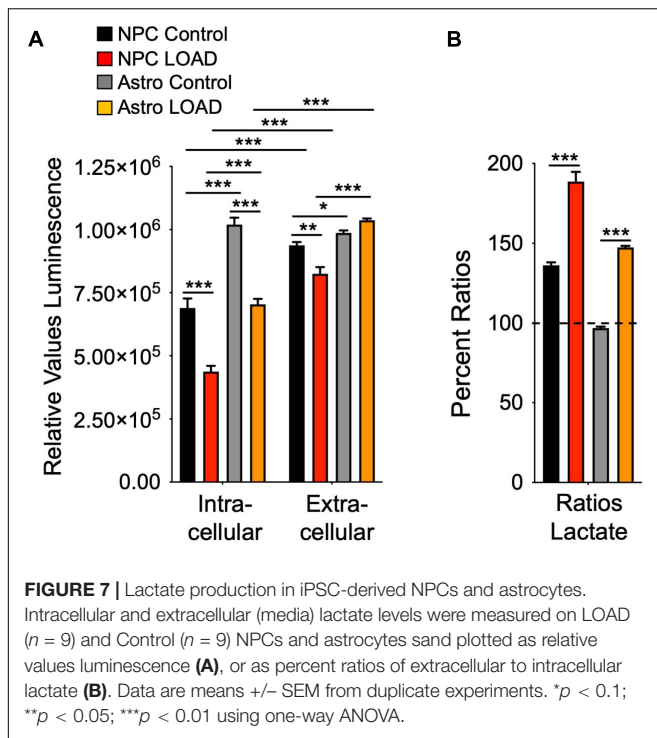 A
NPC Control
NPC LOAD
Astro Control
Astro LOAD
***
***
***
***
***
***
***
***
*
**
Relative Values Luminescence
1.25×10⁶
1.00×10⁶
7.50×10⁵
5.00×10⁵
2.50×10⁵
0.00
Intra-
cellular
Extra-
cellular
B
***
***
Percent Ratios
200
150
100
50
0
Ratios
Lactate
FIGURE 7 | Lactate production in iPSC-derived NPCs and astrocytes.
Intracellular and extracellular (media) lactate levels were measured on LOAD
(n = 9) and Control (n = 9) NPCs and astrocytes sand plotted as relative
values luminescence (A), or as percent ratios of extracellular to intracellular
lactate (B). Data are means +/− SEM from duplicate experiments. *p < 0.1;
**p < 0.05; ***p < 0.01 using one-way ANOVA.